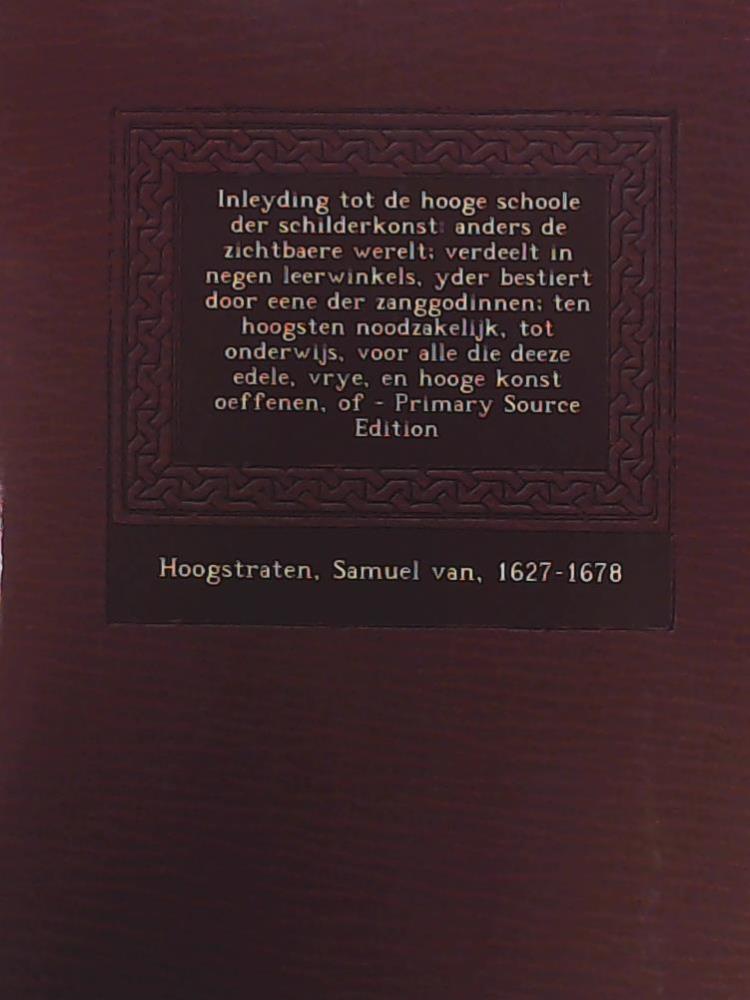 Inleyding tot de hooge schoole
der schilderkonst: anders de
zichtbaere werelt: verdeelt in
negen leerwinkels, yder bestiert
door eene der zanggodinnen: ten
hoogsten noodzakelijk, tot
onderwijs, voor alle die deeze
edele, vrye, en hooge konst
oeffenen, of - Primary Source
Edition
Hoogstraten, Samuel van, 1627-1678